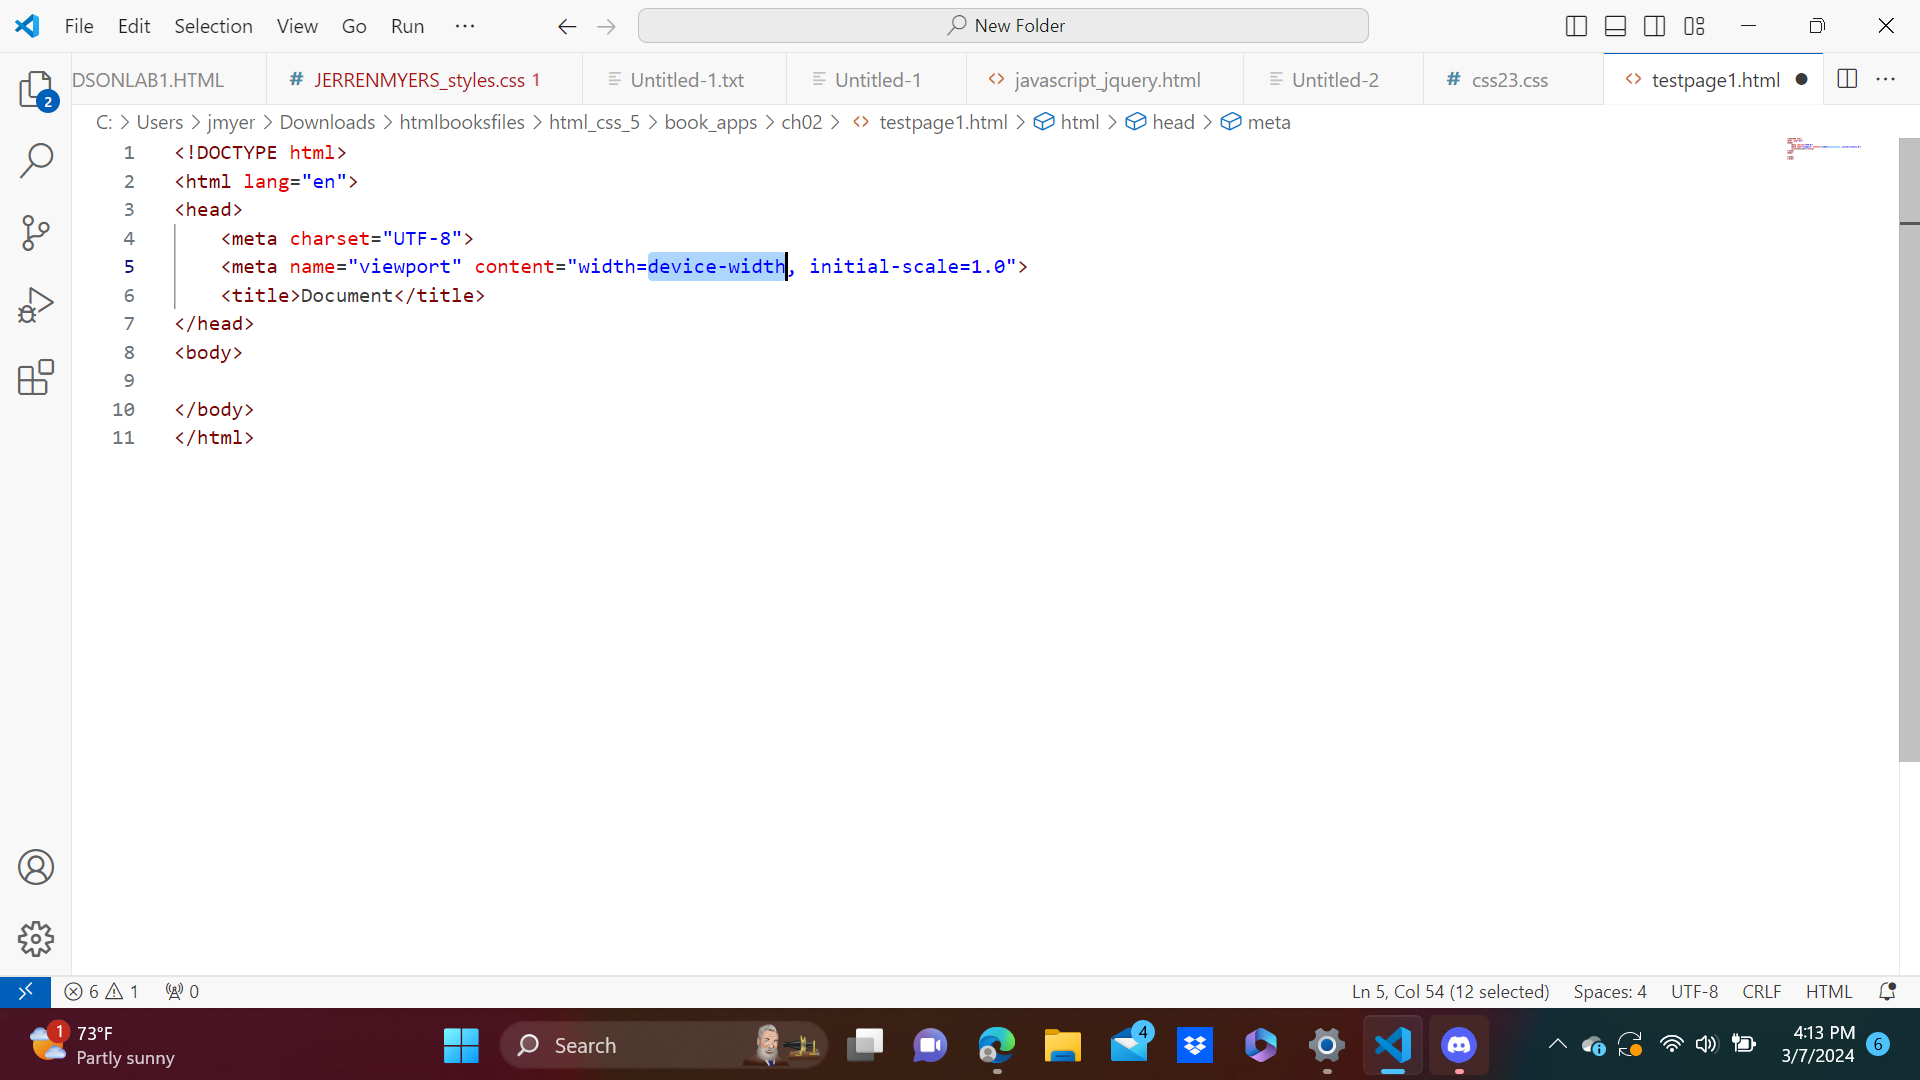 File Edit Selection View Go Run ··· New Folder
DSONLAB1.HTML # JERRENMYERS_styles.css 1 Untitled-1.txt Untitled-1 <> javascript_jquery.html Untitled-2 # css23.css <> testpage1.html ● ···
2
C: > Users > jmyer > Downloads > htmlbooksfiles > html_css_5 > book_apps > ch02 > <> testpage1.html > html > head > meta
1 <!DOCTYPE html>
2 <html lang="en">
3 <head>
4 <meta charset="UTF-8">
5 <meta name="viewport" content="width=device-width, initial-scale=1.0">
6 <title>Document</title>
7 </head>
8 <body>
9
10 </body>
11 </html>
6 1 0 Ln 5, Col 54 (12 selected) Spaces: 4 UTF-8 CRLF HTML
1 73°F
Partly sunny
Search
4
4:13 PM
3/7/2024
6